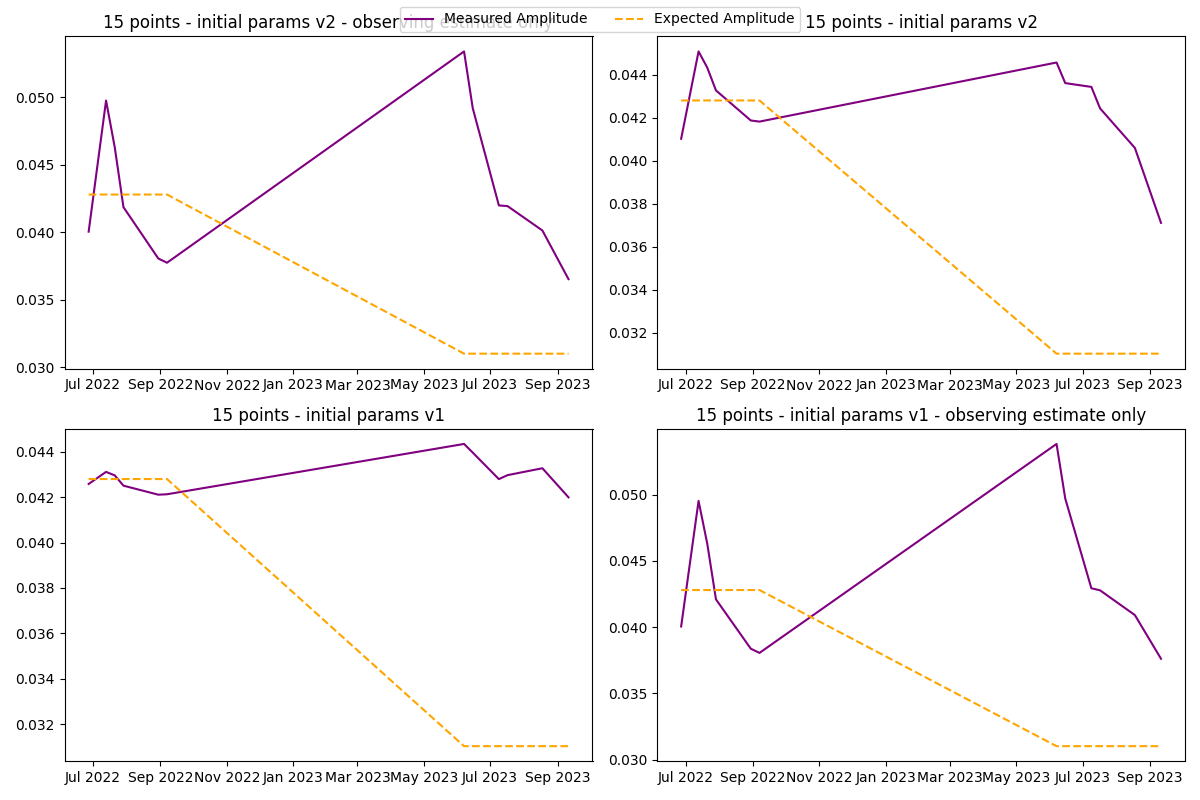 Measured Amplitude Expected Amplitude
15 points - initial params v2 - observing estimate only
0.050
0.045
0.040
0.035
0.030
Jul 2022 Sep 2022 Nov 2022 Jan 2023 Mar 2023 May 2023 Jul 2023 Sep 2023
15 points - initial params v2
0.044
0.042
0.040
0.038
0.036
0.034
0.032
Jul 2022 Sep 2022 Nov 2022 Jan 2023 Mar 2023 May 2023 Jul 2023 Sep 2023
15 points - initial params v1
0.044
0.042
0.040
0.038
0.036
0.034
0.032
Jul 2022 Sep 2022 Nov 2022 Jan 2023 Mar 2023 May 2023 Jul 2023 Sep 2023
15 points - initial params v1 - observing estimate only
0.050
0.045
0.040
0.035
0.030
Jul 2022 Sep 2022 Nov 2022 Jan 2023 Mar 2023 May 2023 Jul 2023 Sep 2023